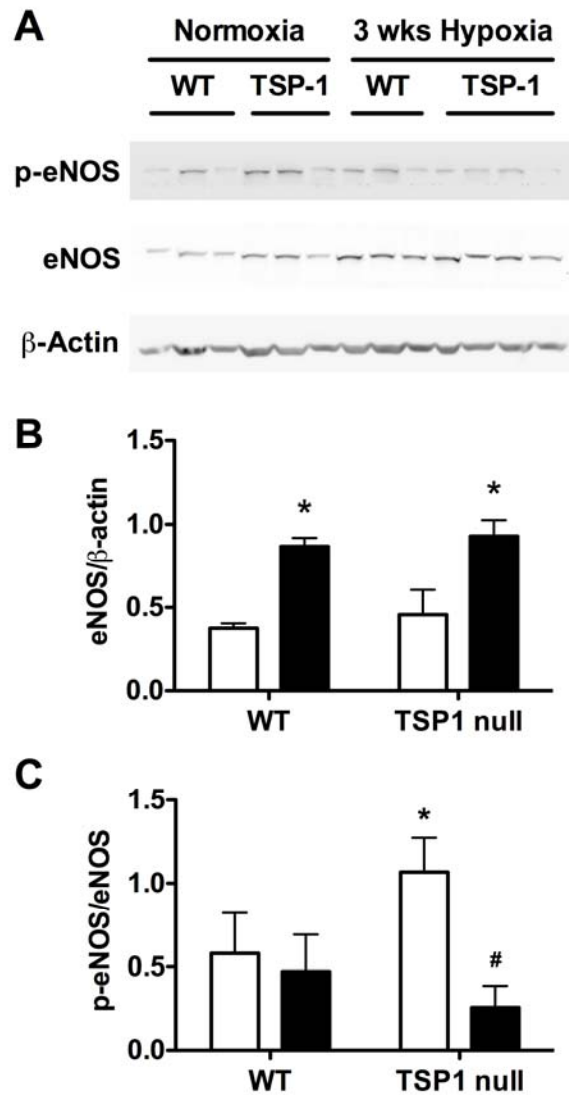 A
Normoxia 3 wks Hypoxia
WT TSP-1 WT TSP-1
p-eNOS
eNOS
β-Actin
B
1.5
*
*
1.0
eNOS/β-actin
0.5
0.0
WT TSP1 null
C
1.5
*
1.0
p-eNOS/eNOS
0.5
#
0.0
WT TSP1 null